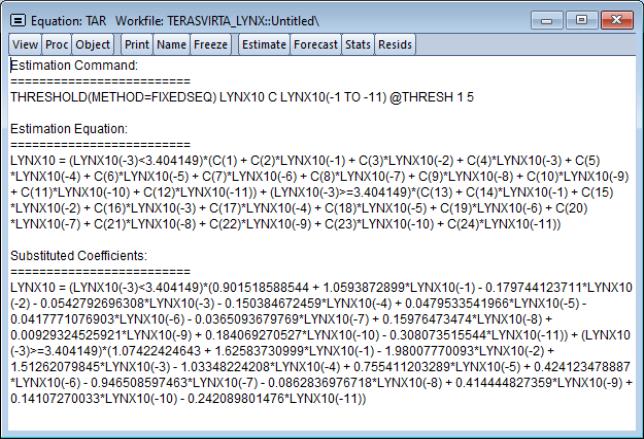 Equation: TAR Workfile: TERASVIRTA_LYNX::Untitled\
View Proc Object Print Name Freeze Estimate Forecast Stats Resids
Estimation Command:
=========================
THRESHOLD(METHOD=FIXEDSEQ) LYNX10 C LYNX10(-1 TO -11) @THRESH 1 5
Estimation Equation:
=========================
LYNX10 = (LYNX10(-3)<3.404149)*(C(1) + C(2)*LYNX10(-1) + C(3)*LYNX10(-2) + C(4)*LYNX10(-3) + C(5)
*LYNX10(-4) + C(6)*LYNX10(-5) + C(7)*LYNX10(-6) + C(8)*LYNX10(-7) + C(9)*LYNX10(-8) + C(10)*LYNX10(-9)
+ C(11)*LYNX10(-10) + C(12)*LYNX10(-11)) + (LYNX10(-3)>=3.404149)*(C(13) + C(14)*LYNX10(-1) + C(15)
*LYNX10(-2) + C(16)*LYNX10(-3) + C(17)*LYNX10(-4) + C(18)*LYNX10(-5) + C(19)*LYNX10(-6) + C(20)
*LYNX10(-7) + C(21)*LYNX10(-8) + C(22)*LYNX10(-9) + C(23)*LYNX10(-10) + C(24)*LYNX10(-11))
Substituted Coefficients:
=========================
LYNX10 = (LYNX10(-3)<3.404149)*(0.901518588544 + 1.0593872899*LYNX10(-1) - 0.179744123711*LYNX10
(-2) - 0.0542792696308*LYNX10(-3) - 0.150384672459*LYNX10(-4) + 0.0479533541966*LYNX10(-5) -
0.0417771076903*LYNX10(-6) - 0.0365093679769*LYNX10(-7) + 0.15976473474*LYNX10(-8) +
0.00929324525921*LYNX10(-9) + 0.184069270527*LYNX10(-10) - 0.308073515544*LYNX10(-11)) + (LYNX10
(-3)>=3.404149)*(1.07422424643 + 1.62583730999*LYNX10(-1) - 1.98007770093*LYNX10(-2) +
1.51262079845*LYNX10(-3) - 1.03348224208*LYNX10(-4) + 0.755411203289*LYNX10(-5) + 0.424123478887
*LYNX10(-6) - 0.946508597463*LYNX10(-7) - 0.0862836976718*LYNX10(-8) + 0.414444827359*LYNX10(-9) +
0.14107270033*LYNX10(-10) - 0.242089801476*LYNX10(-11))